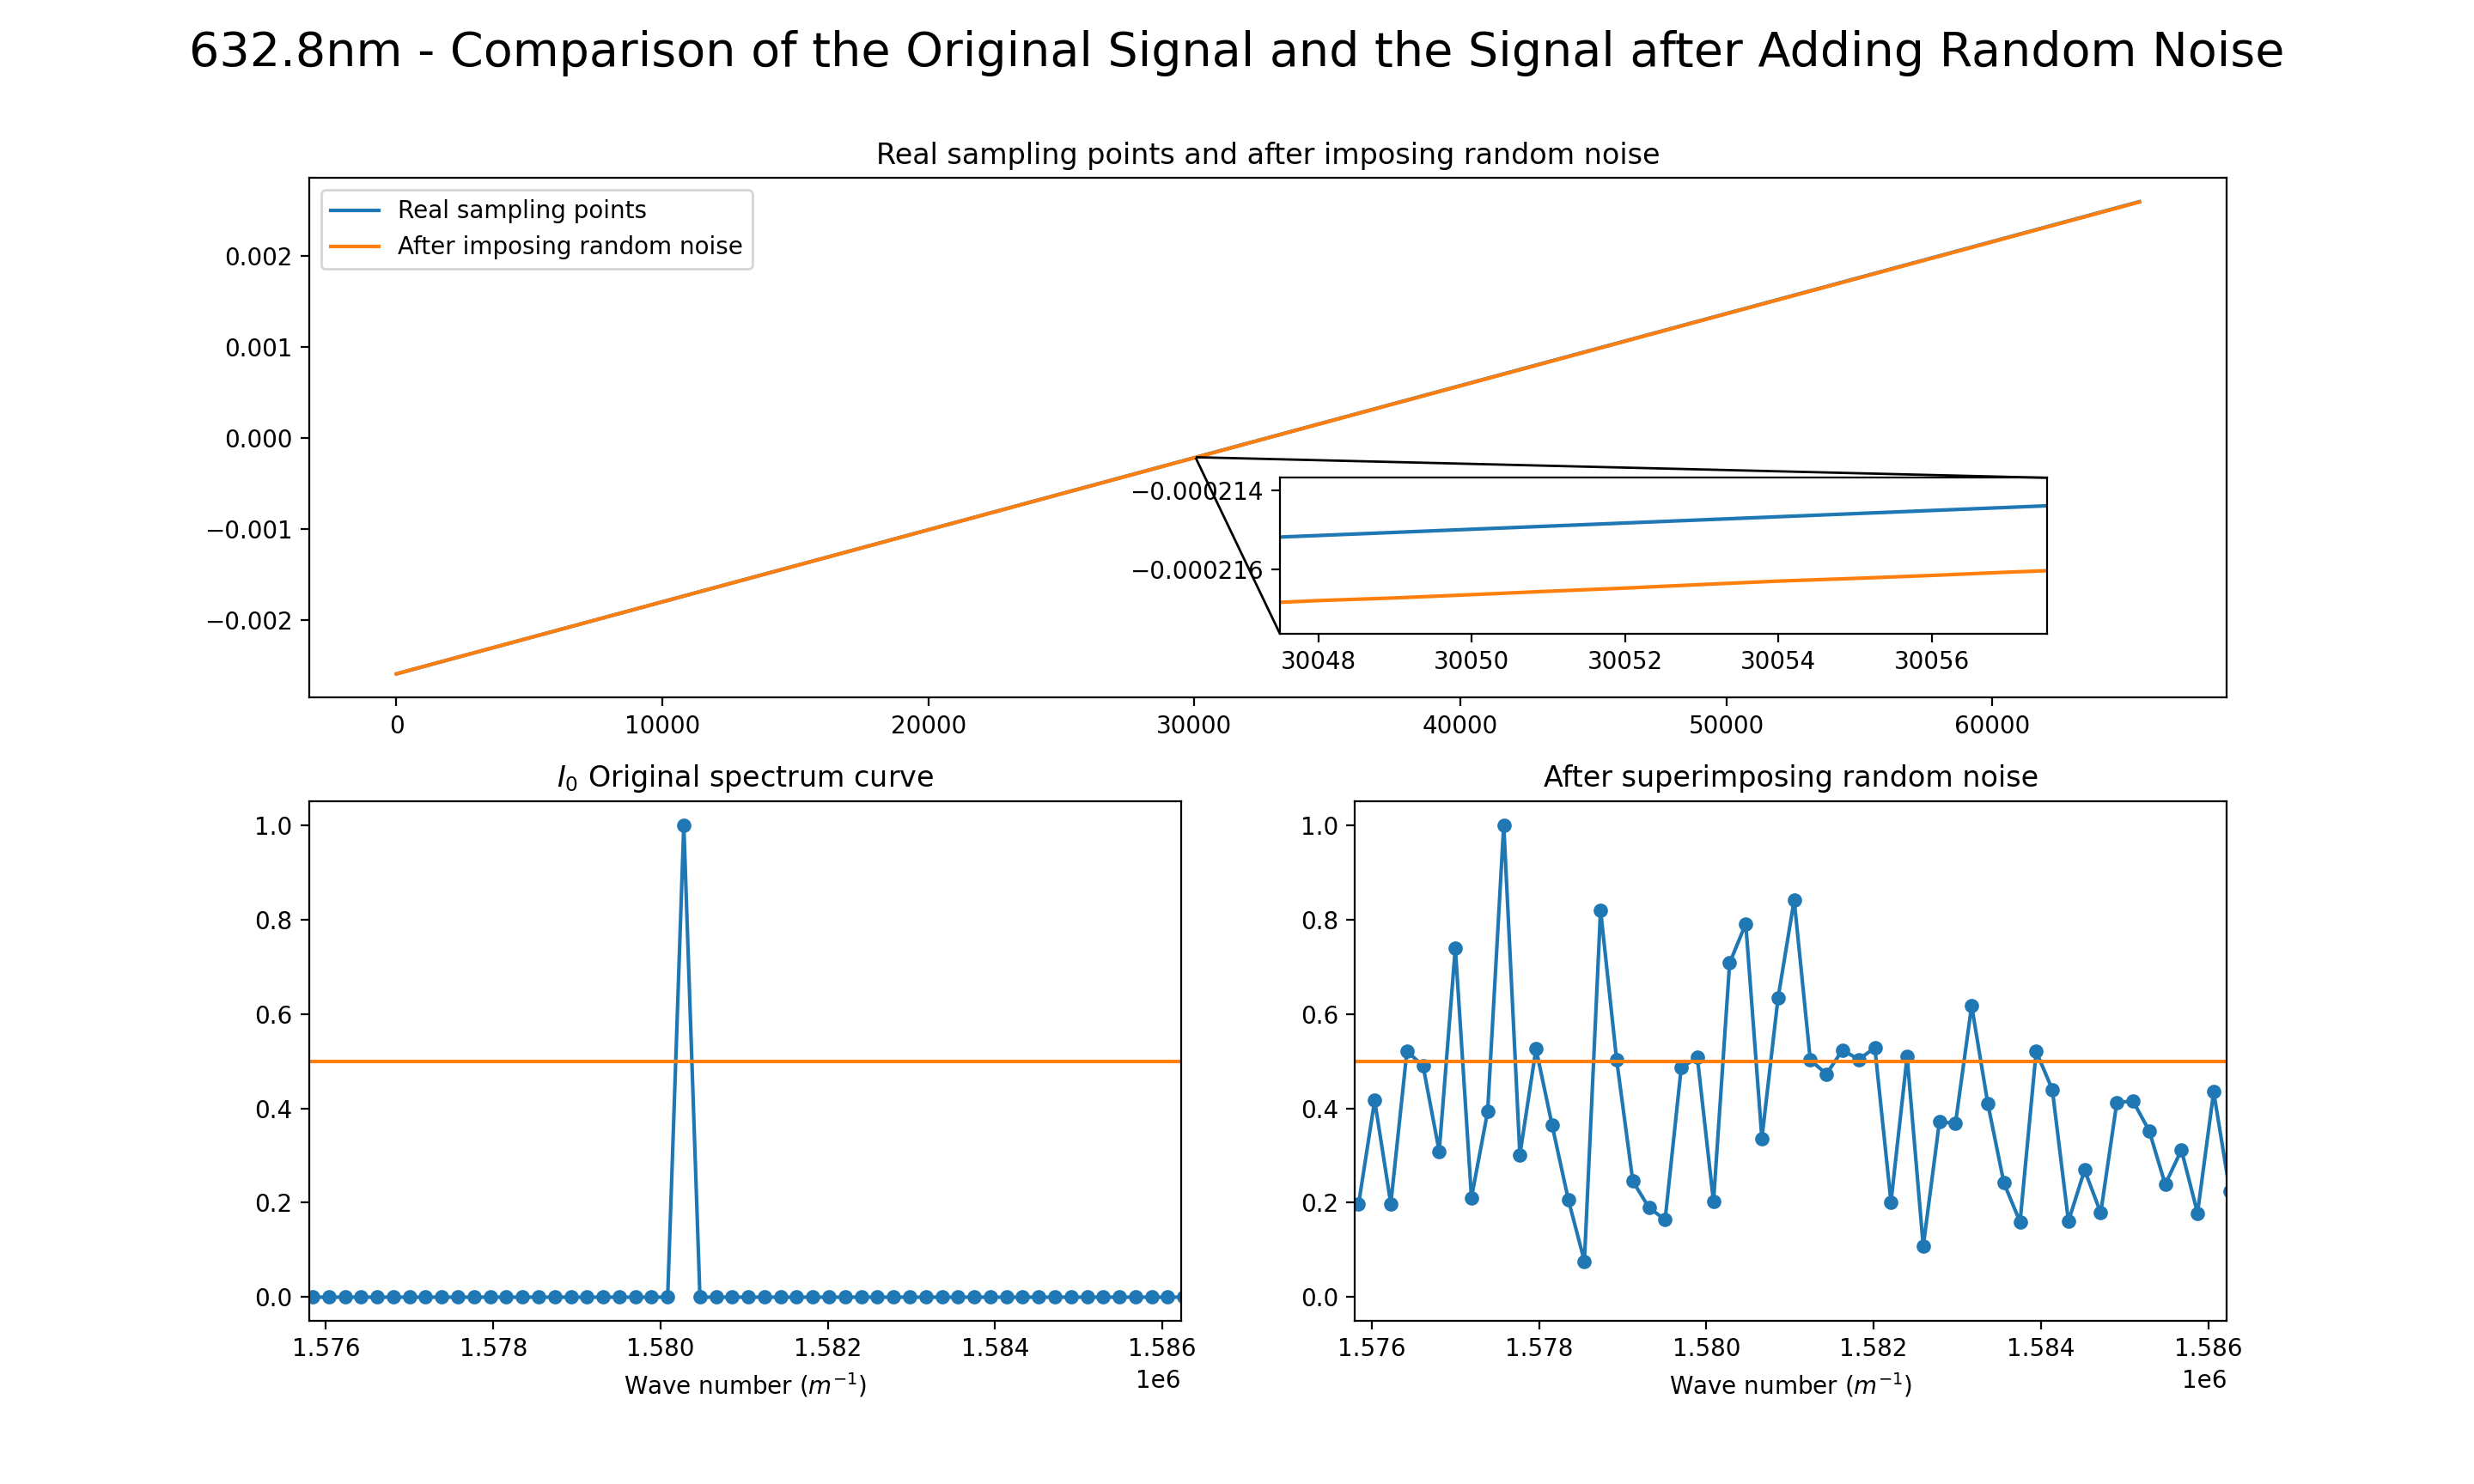 632.8nm - Comparison of the Original Signal and the Signal after Adding Random Noise
Real sampling points and after imposing random noise
Real sampling points
After imposing random noise
0.002
0.001
0.000
−0.001
−0.002
−0.000214
−0.000216
30048 30050 30052 30054 30056
0 10000 20000 30000 40000 50000 60000
I₀ Original spectrum curve
1.0
0.8
0.6
0.4
0.2
0.0
1.576 1.578 1.580 1.582 1.584 1.586
1e6
Wave number (m⁻¹)
After superimposing random noise
1.0
0.8
0.6
0.4
0.2
0.0
1.576 1.578 1.580 1.582 1.584 1.586
1e6
Wave number (m⁻¹)